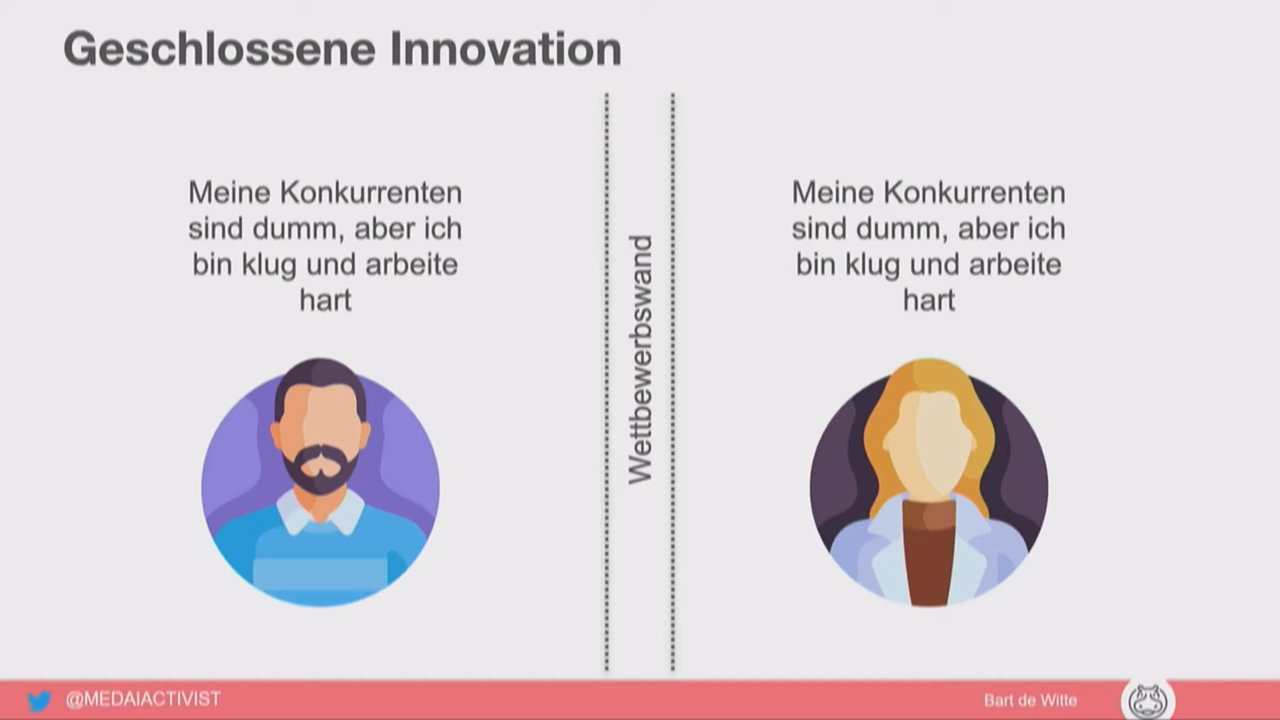 Geschlossene Innovation
Meine Konkurrenten
sind dumm, aber ich
bin klug und arbeite
hart
Wettbewerbswand
Meine Konkurrenten
sind dumm, aber ich
bin klug und arbeite
hart
@MEDAIACTIVIST
Bart de Witte